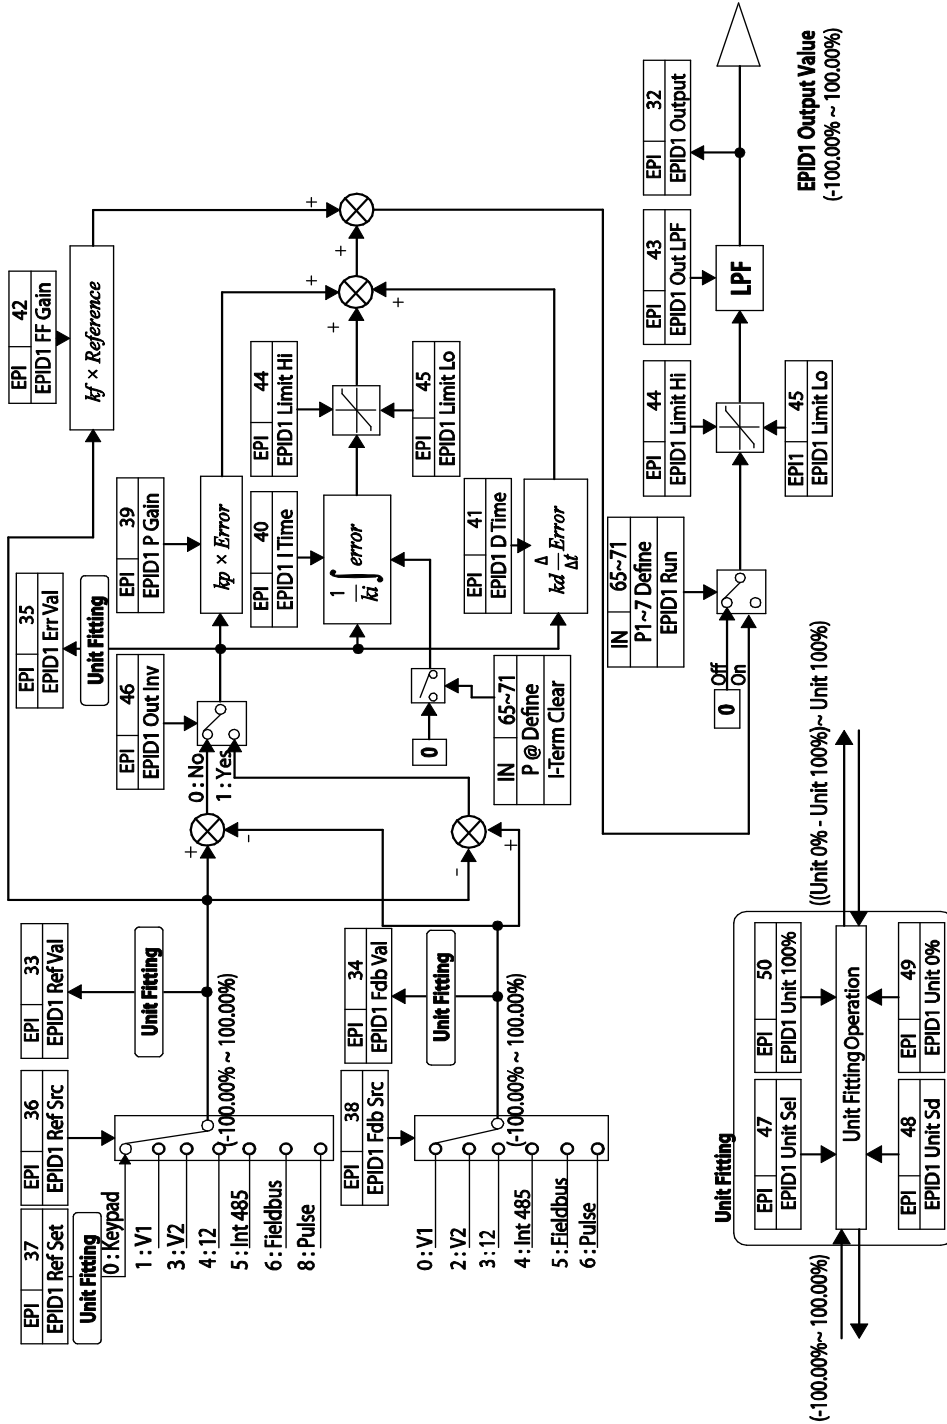 EPI 37
EPID1 Ref Set
Unit Fitting
EPI 36
EPID1 Ref Src
0 : Keypad
1 : V1
3 : V2
4 : 12
5 : Int 485
6 : Fieldbus
8 : Pulse
(-100.00% ~ 100.00%)
EPI 33
EPID1 Ref Val
Unit Fitting
EPI 38
EPID1 Fdb Src
0 : V1
2 : V2
3 : 12
4 : Int 485
5 : Fieldbus
6 : Pulse
(-100.00% ~ 100.00%)
EPI 34
EPID1 Fdb Val
Unit Fitting
+
-
-
+
0 : No
1 : Yes
EPI 46
EPID1 Out Inv
EPI 35
EPID1 Err Val
Unit Fitting
EPI 39
EPID1 P Gain
kp × Error
EPI 42
EPID1 FF Gain
kf × Reference
EPI 40
EPID1 I Time
1/ki ∫ error
EPI 44
EPID1 Limit Hi
EPI 45
EPID1 Limit Lo
EPI 41
EPID1 D Time
kd Δ/Δt Error
0
IN 65~71
P @ Define
I-Term Clear
+
+
+
+
+
IN 65~71
P1~7 Define
EPID1 Run
0
Off
On
EPI 44
EPID1 Limit Hi
EPI1 45
EPID1 Limit Lo
EPI 43
EPID1 Out LPF
LPF
EPI 32
EPID1 Output
EPID1 Output Value
(-100.00% ~ 100.00%)
Unit Fitting
EPI 47
EPID1 Unit Sel
EPI 50
EPID1 Unit 100%
Unit Fitting Operation
EPI 48
EPID1 Unit Sd
EPI 49
EPID1 Unit 0%
(-100.00%~ 100.00%)
((Unit 0% - Unit 100%)~ Unit 100%)